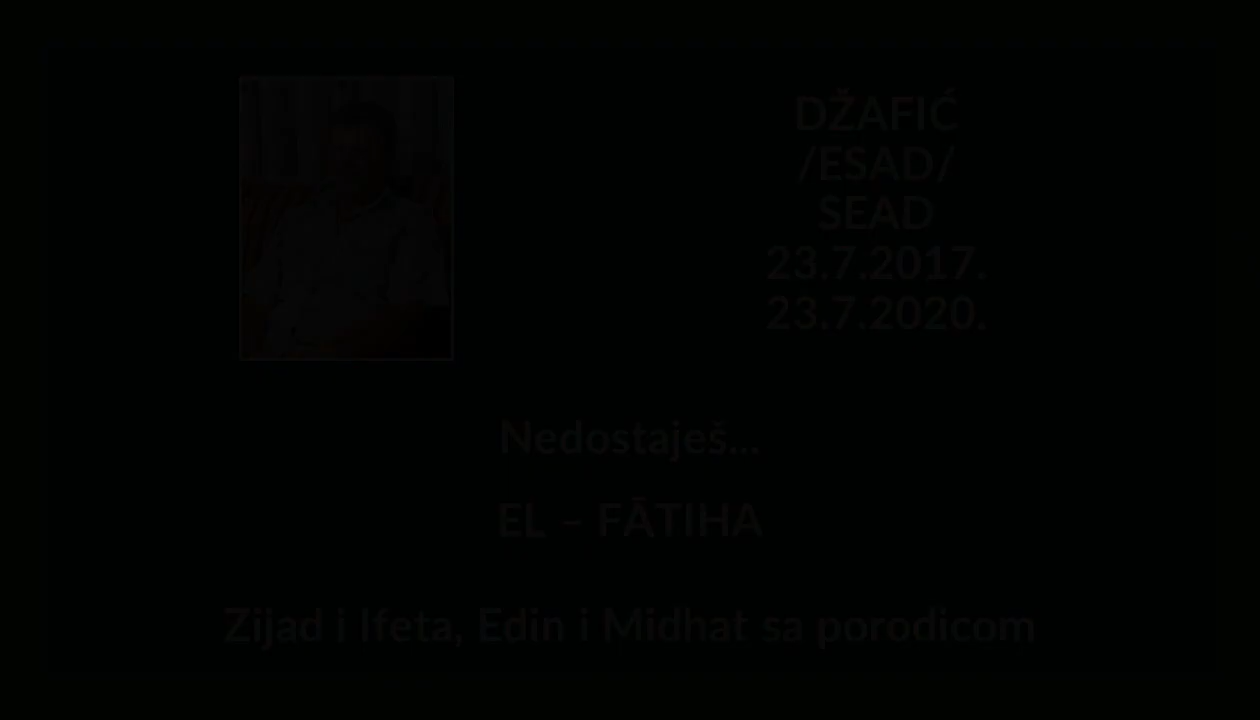 DŽAFIĆ
/ESAD/
SEAD
23.7.2017.
23.7.2020.
Nedostaješ...
EL – FĀTIHA
Zijad i Ifeta, Edin i Midhat sa porodicom